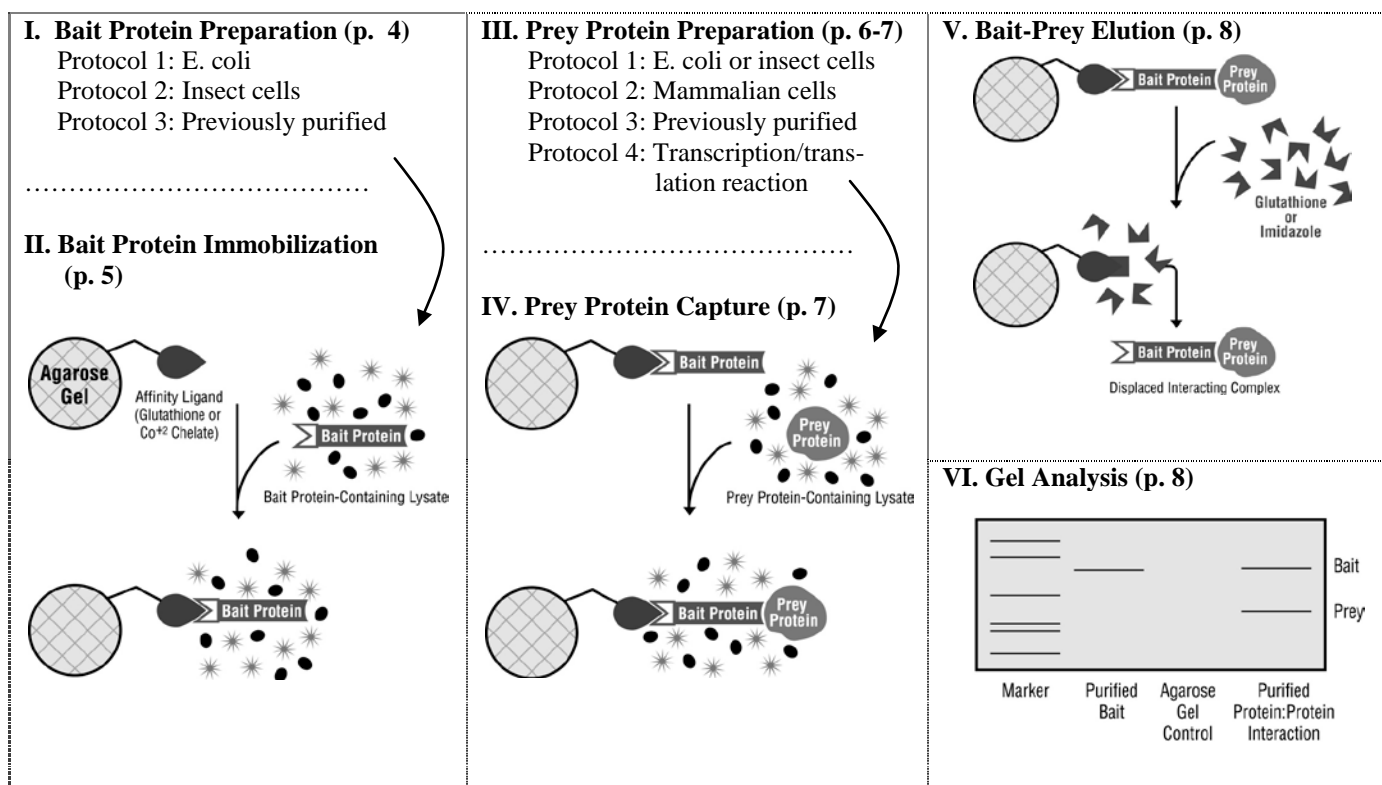 I. Bait Protein Preparation (p. 4)
Protocol 1: E. coli
Protocol 2: Insect cells
Protocol 3: Previously purified
…………………………………
II. Bait Protein Immobilization
(p. 5)
Agarose
Gel
Affinity Ligand
(Glutathione or
Co+2 Chelate)
Bait Protein
Bait Protein-Containing Lysate
Bait Protein
III. Prey Protein Preparation (p. 6-7)
Protocol 1: E. coli or insect cells
Protocol 2: Mammalian cells
Protocol 3: Previously purified
Protocol 4: Transcription/trans-
lation reaction
……………………………………
IV. Prey Protein Capture (p. 7)
Bait Protein
Prey
Protein
Prey Protein-Containing Lysate
Bait Protein
Prey
Protein
V. Bait-Prey Elution (p. 8)
Bait Protein
Prey
Protein
Glutathione
or
Imidazole
Bait Protein
Prey
Protein
Displaced Interacting Complex
VI. Gel Analysis (p. 8)
Bait
Prey
Marker
Purified
Bait
Agarose
Gel
Control
Purified
Protein:Protein
Interaction